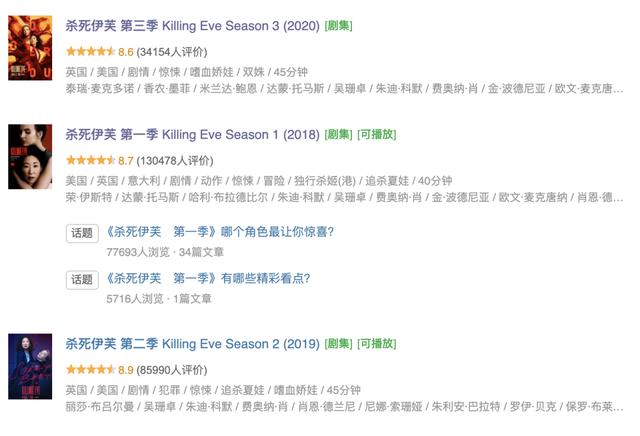 杀死伊芙 第三季 Killing Eve Season 3 (2020) [剧集]
8.6 (34154人评价)
英国 / 美国 / 剧情 / 惊悚 / 嗜血娇娃 / 双姝 / 45分钟
泰瑞·麦克多诺 / 香农·墨菲 / 米兰达·鲍恩 / 达蒙·托马斯 / 吴珊卓 / 朱迪·科默 / 费奥纳·肖 / 金·波德尼亚 / 欧文·麦克唐…
杀死伊芙 第一季 Killing Eve Season 1 (2018) [剧集] [可播放]
8.7 (130478人评价)
美国 / 英国 / 意大利 / 剧情 / 动作 / 惊悚 / 冒险 / 独行杀姬(港) / 追杀夏娃 / 40分钟
荣·伊斯特 / 达蒙·托马斯 / 哈利·布拉德比尔 / 朱迪·科默 / 吴珊卓 / 费奥纳·肖 / 金·波德尼亚 / 欧文·麦克唐纳 / 肖恩·德…
话题 《杀死伊芙 第一季》哪个角色最让你惊喜?
77693人浏览 · 34篇文章
话题 《杀死伊芙 第一季》有哪些精彩看点?
5716人浏览 · 1篇文章
杀死伊芙 第二季 Killing Eve Season 2 (2019) [剧集] [可播放]
8.9 (85990人评价)
英国 / 美国 / 剧情 / 犯罪 / 惊悚 / 追杀夏娃 / 嗜血娇娃 / 45分钟
丽莎·布吕尔曼 / 吴珊卓 / 朱迪·科默 / 费奥纳·肖 / 肖恩·德兰尼 / 尼娜·索珊娅 / 朱利安·巴拉特 / 罗伊·贝克 / 保罗·布莱…